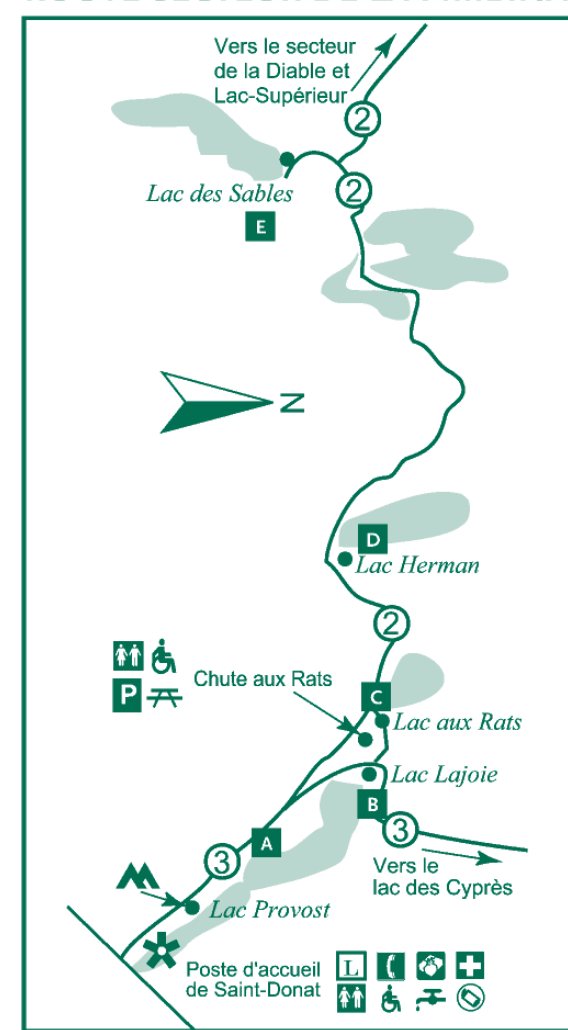 Vers le secteur
de la Diable et
Lac-Supérieur
2
2
Lac des Sables
E
N
D
Lac Herman
2
P
Chute aux Rats
C
Lac aux Rats
Lac Lajoie
B
A
3
3
Vers le
lac des Cyprès
Lac Provost
Poste d'accueil
de Saint-Donat
L